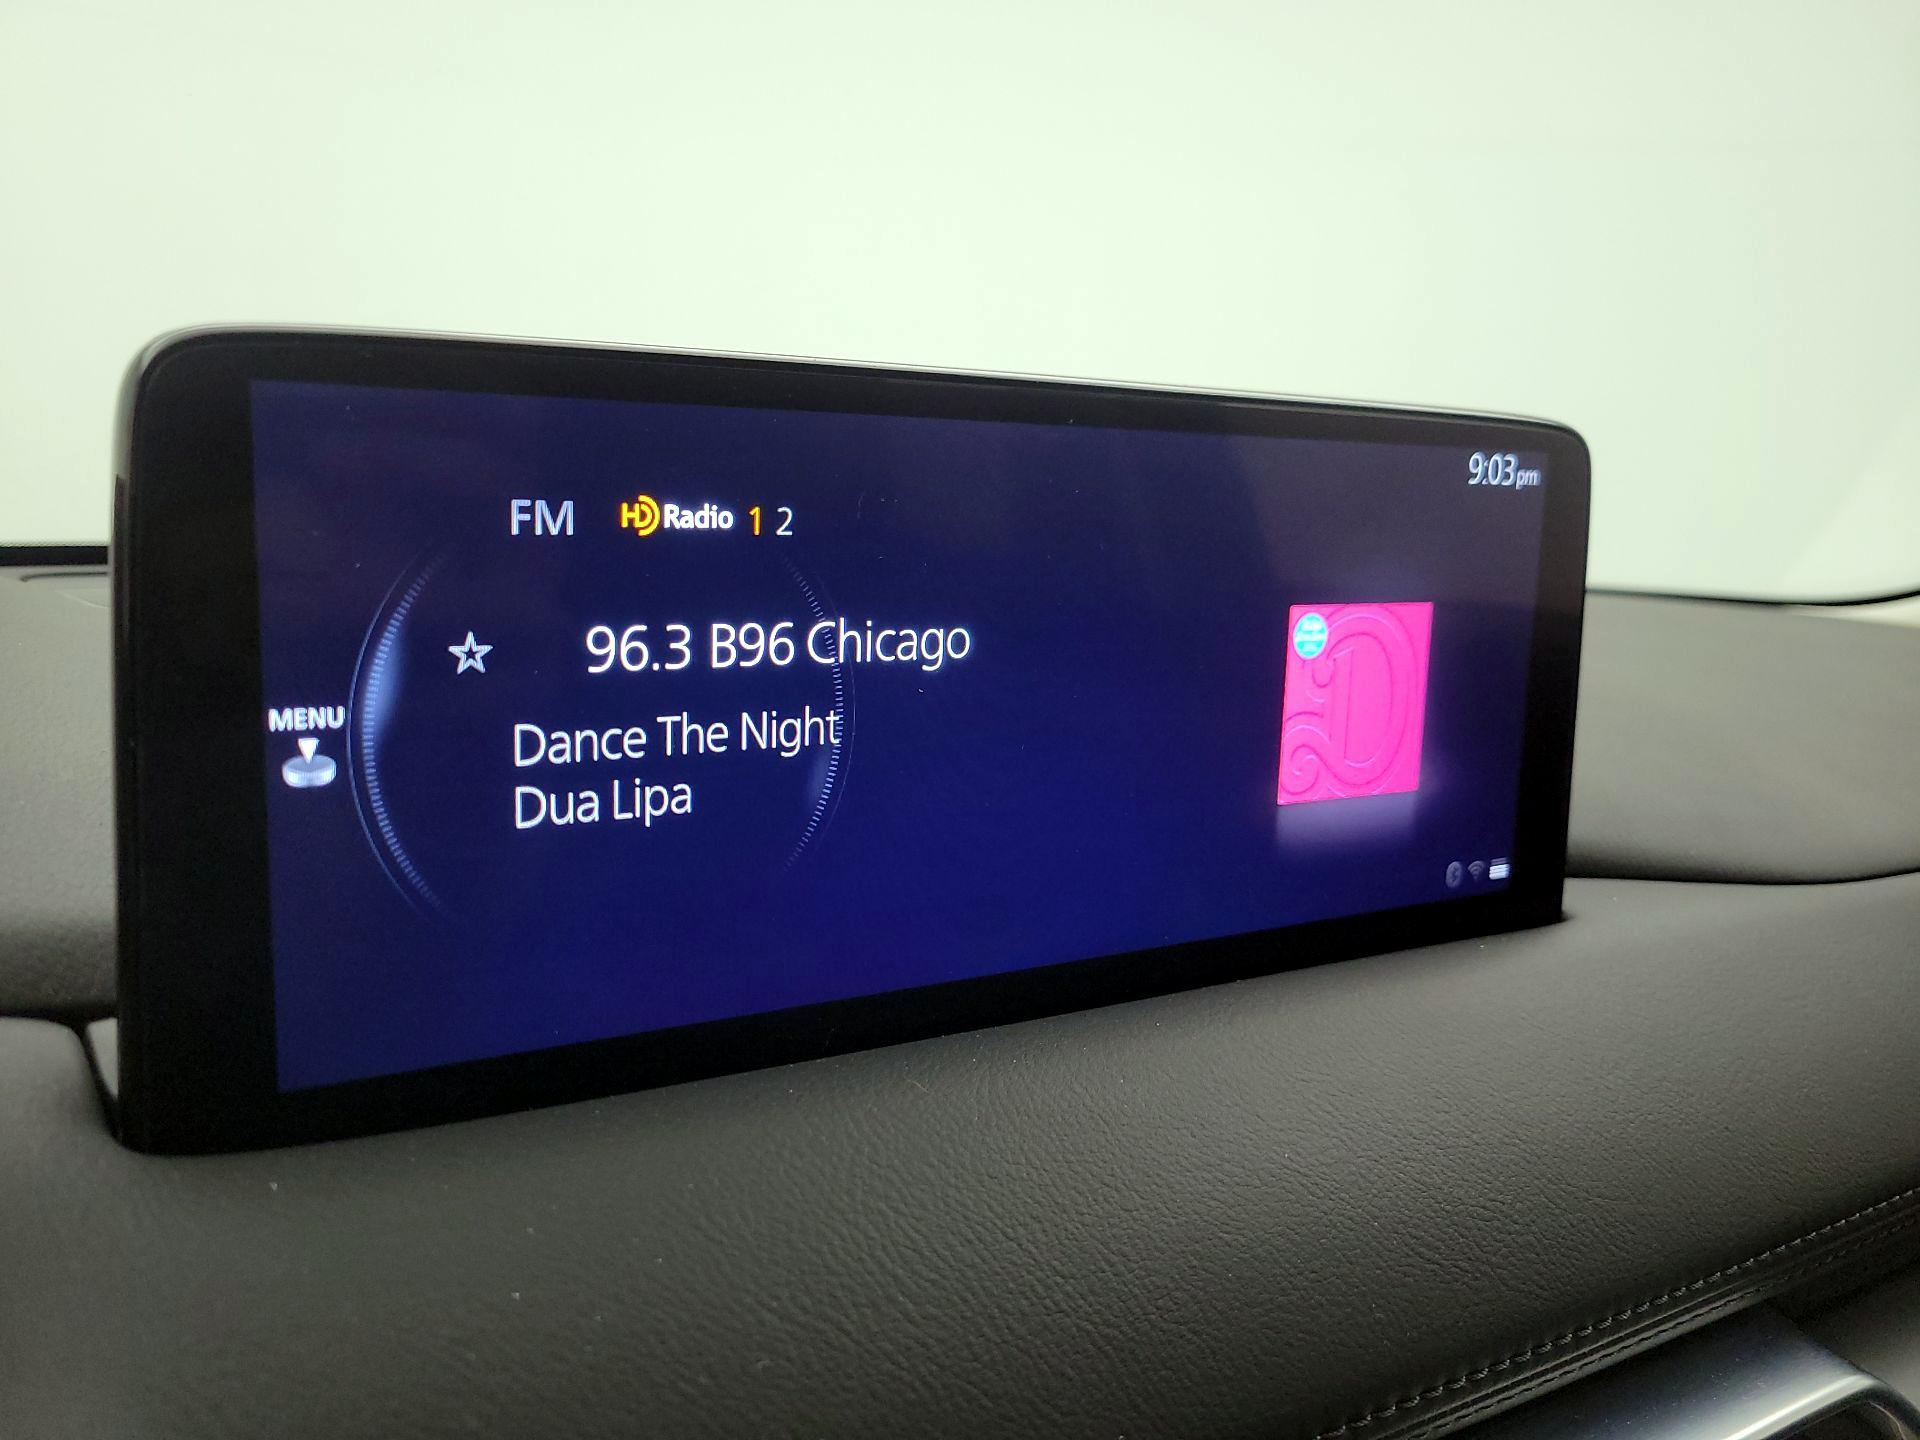 9:03pm
FM HD Radio 1 2
96.3 B96 Chicago
MENU
Dance The Night
Dua Lipa